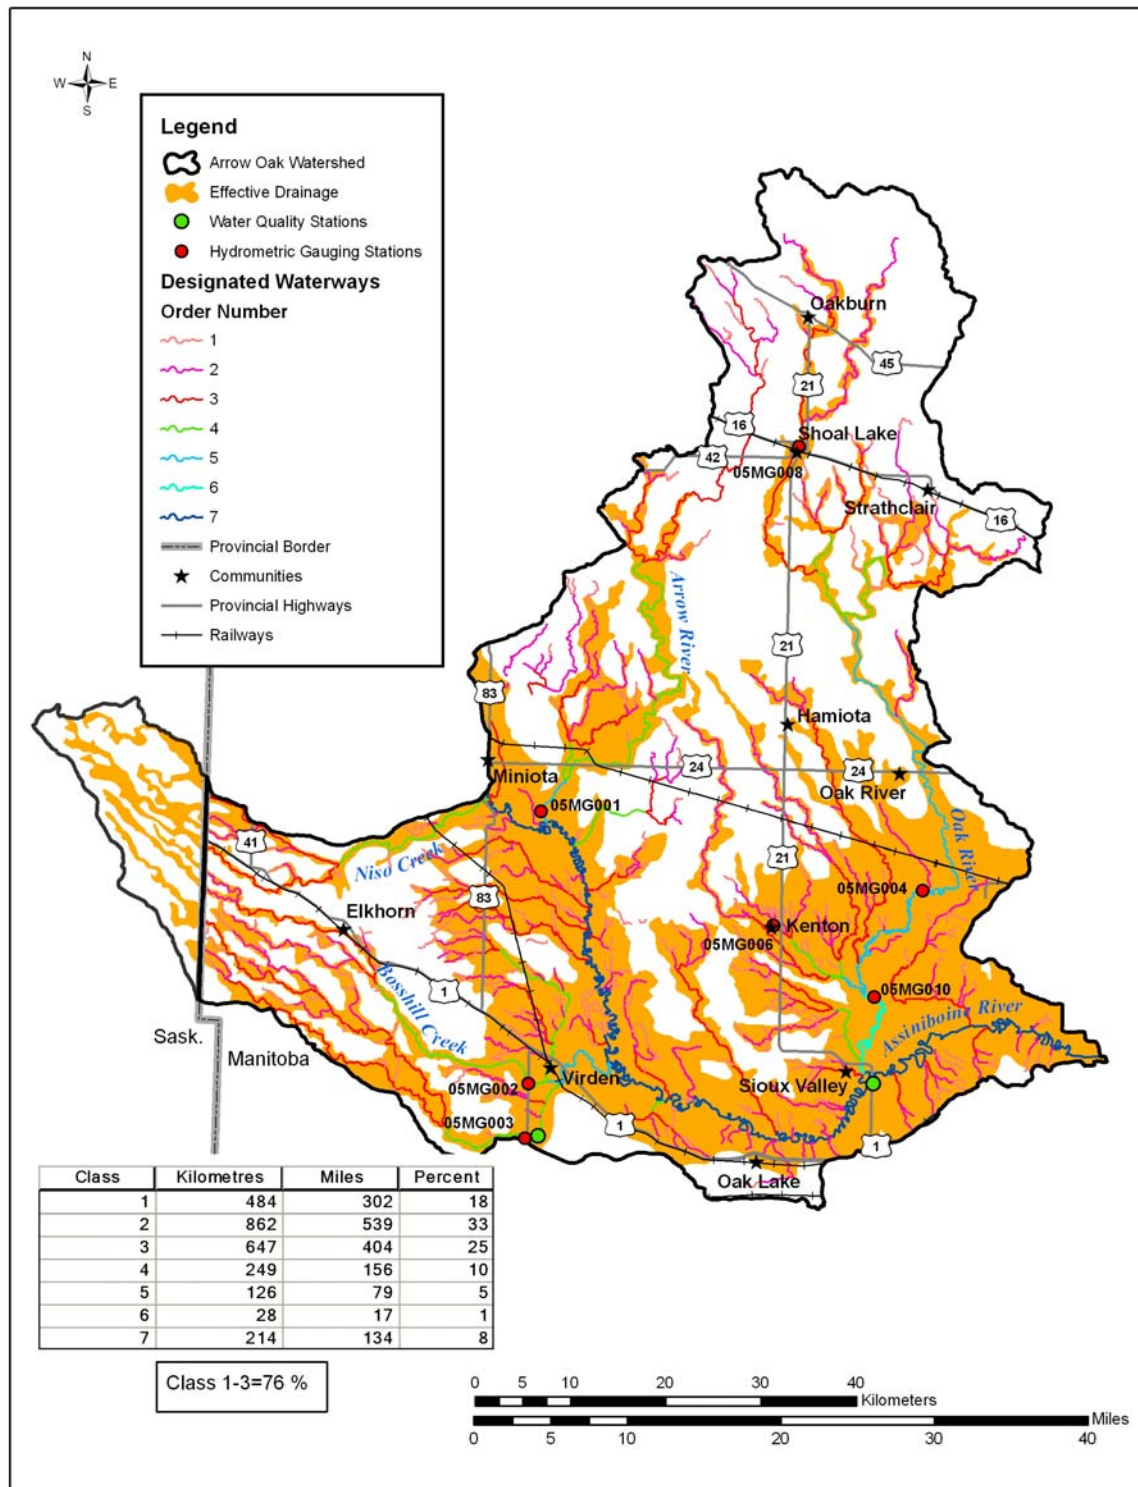 N
W E
S
Legend
Arrow Oak Watershed
Effective Drainage
Water Quality Stations
Hydrometric Gauging Stations
Designated Waterways
Order Number
1
2
3
4
5
6
7
Provincial Border
Communities
Provincial Highways
Railways
Oakburn
45
21
16
Shoal Lake
42
05MG008
Strathclair
16
Arrow River
21
83
Hamiota
Miniota
24
24
Oak River
05MG001
Oak River
41
Niso Creek
21
83
05MG004
Elkhorn
Kenton
05MG006
Bosshill Creek
1
05MG010
Assiniboine River
Sask.
Manitoba
Virden
Sioux Valley
05MG002
05MG003
1
1
Oak Lake
Class Kilometres Miles Percent
1 484 302 18
2 862 539 33
3 647 404 25
4 249 156 10
5 126 79 5
6 28 17 1
7 214 134 8
Class 1-3=76 %
0 5 10 20 30 40
Kilometers
Miles
0 5 10 20 30 40